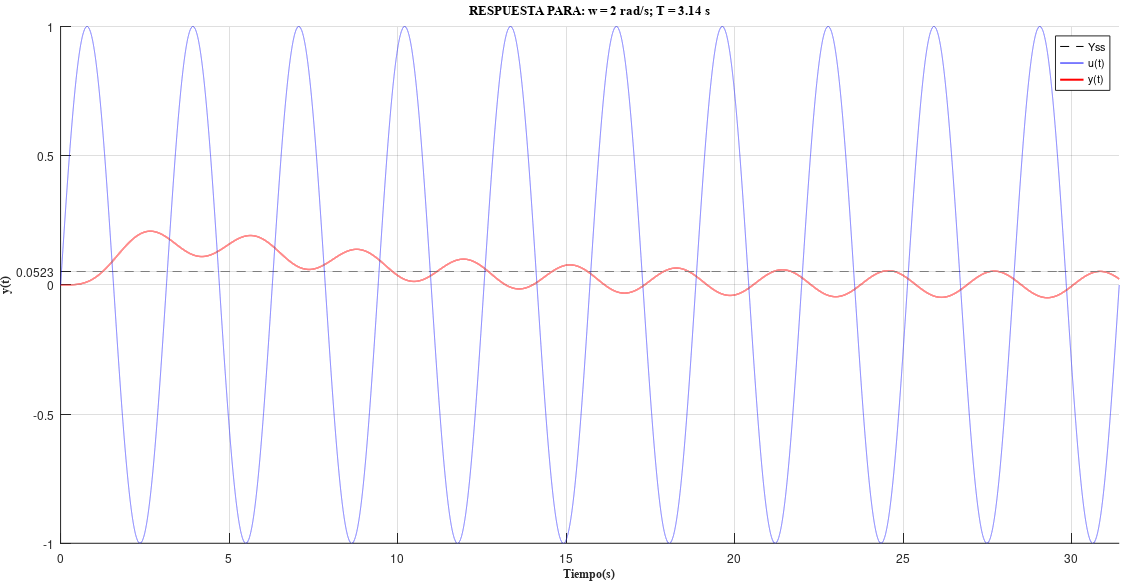 RESPUESTA PARA: w = 2 rad/s; T = 3.14 s
Yss
u(t)
y(t)
1
0.5
0.0523
0
-0.5
-1
y(t)
0 5 10 15 20 25 30
Tiempo(s)